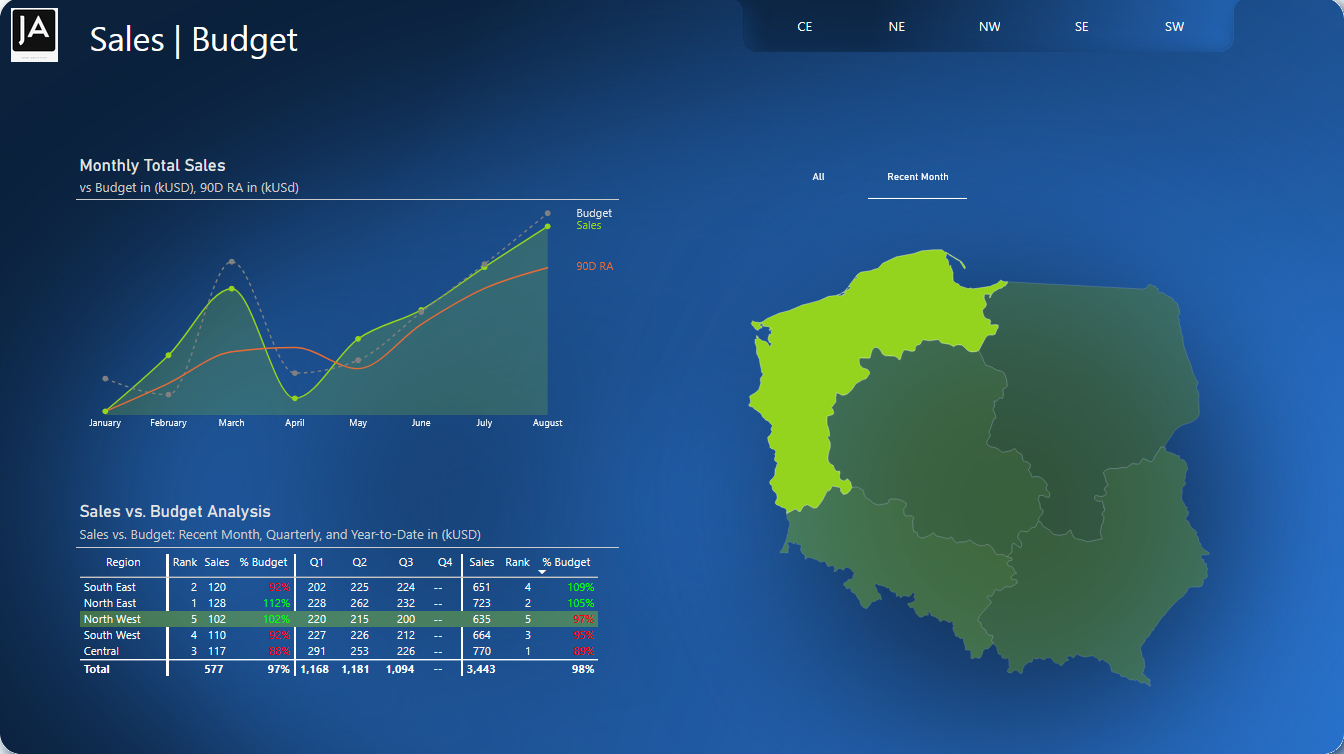 JA
Sales | Budget
CE NE NW SE SW
Monthly Total Sales
vs Budget in (kUSD), 90D RA in (kUSd)
All Recent Month
Budget
Sales
90D RA
January February March April May June July August
Sales vs. Budget Analysis
Sales vs. Budget: Recent Month, Quarterly, and Year-to-Date in (kUSD)
Region Rank Sales % Budget Q1 Q2 Q3 Q4 Sales Rank % Budget
South East 2 120 92% 202 225 224 -- 651 4 109%
North East 1 128 112% 228 262 232 -- 723 2 105%
North West 5 102 102% 220 215 200 -- 635 5 97%
South West 4 110 92% 227 226 212 -- 664 3 95%
Central 3 117 88% 291 253 226 -- 770 1 89%
Total 577 97% 1,168 1,181 1,094 -- 3,443 98%